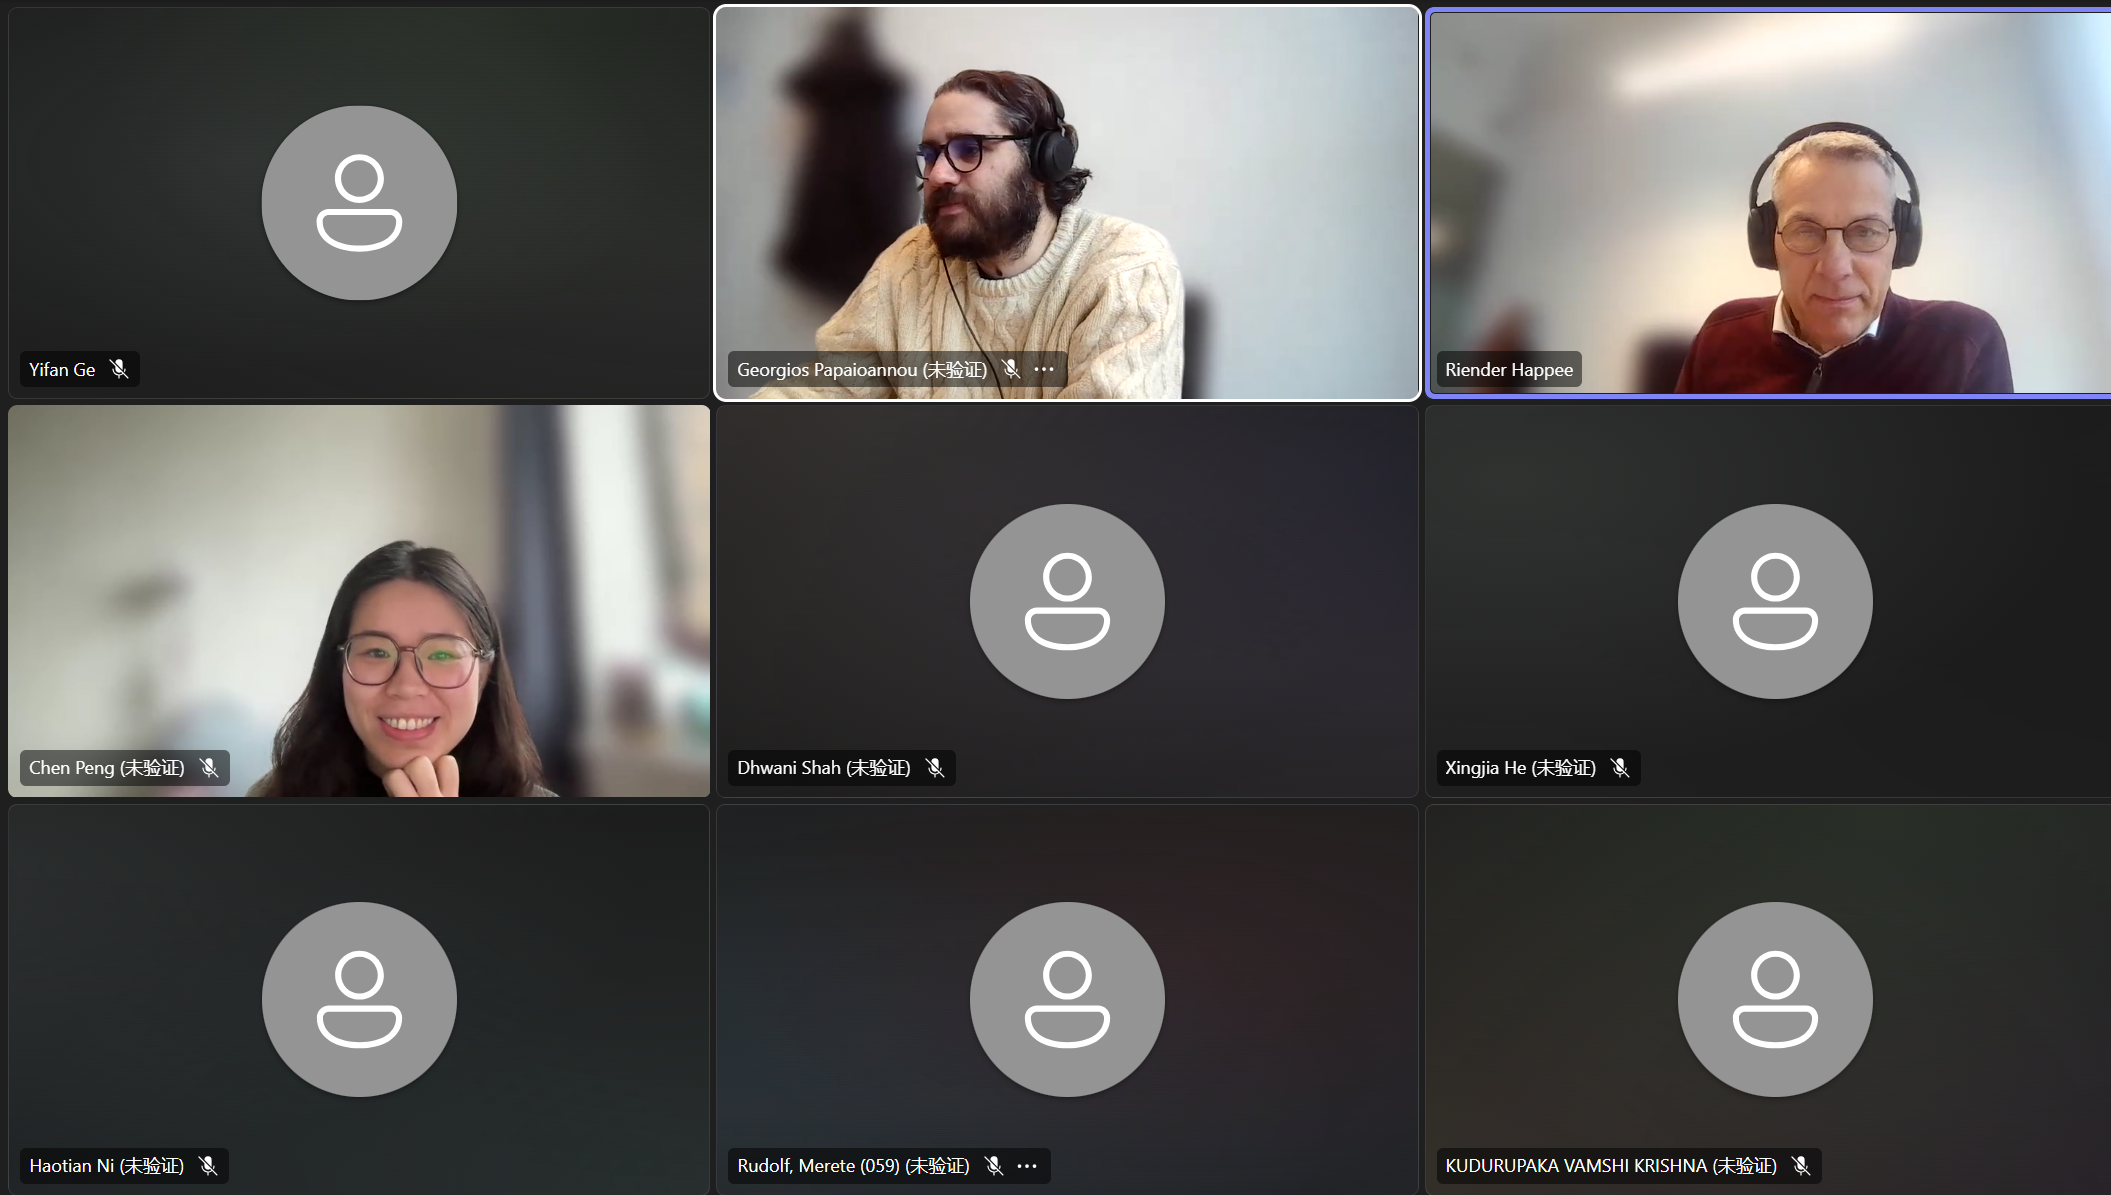 Yifan Ge
Georgios Papaioannou (未验证)
Riender Happee
Chen Peng (未验证)
Dhwani Shah (未验证)
Xingjia He (未验证)
Haotian Ni (未验证)
Rudolf, Merete (059) (未验证)
KUDURUPAKA VAMSHI KRISHNA (未验证)